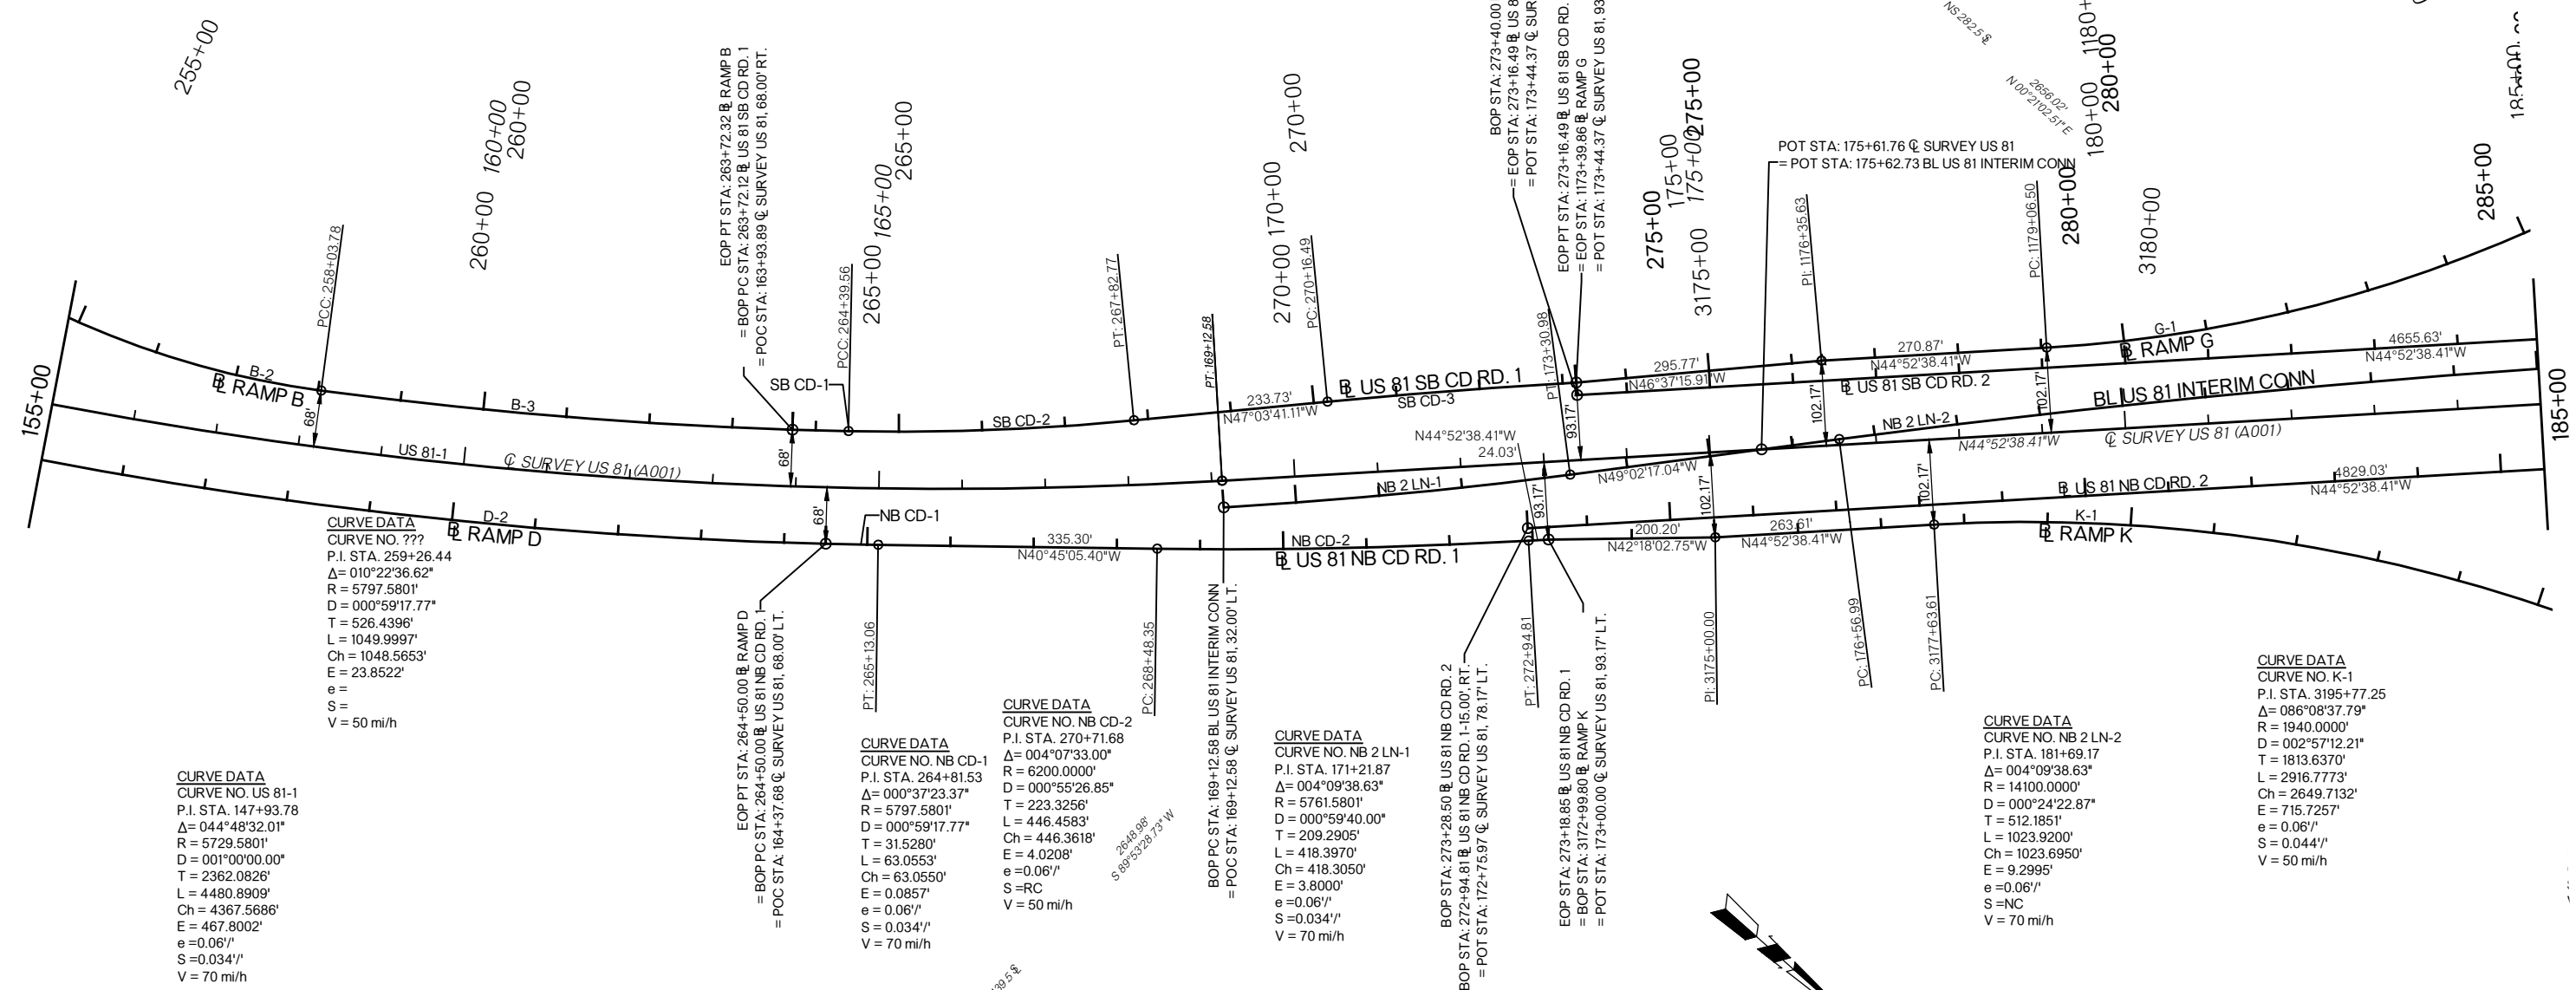 255+00
160+00
260+00
260+00
PCC: 258+03.78
EOP PT STA: 263+72.32 B̲L RAMP B
= BOP PC STA: 263+72.12 B̲L US 81 SB CD RD. 1
= POC STA: 163+93.89 ℄ SURVEY US 81, 68.00' RT.
265+00
165+00
265+00
PCC: 264+39.56
PT: 267+82.77
PT: 169+12.58
270+00
170+00
270+00
PC: 270+16.49
BOP STA: 273+40.00
= EOP STA: 273+16.49 B̲L US 8
= POT STA: 173+44.37 ℄ SUR
EOP PT STA: 273+16.49 B̲L US 81 SB CD RD.
= EOP STA: 1173+39.86 B̲L RAMP G
= POT STA: 173+44.37 ℄ SURVEY US 81, 93
PT: 173+30.98
275+00
175+00
175+00
275+00
3175+00
POT STA: 175+61.76 ℄ SURVEY US 81
= POT STA: 175+62.73 BL US 81 INTERIM CONN
PI: 1176+35.63
NS 282.5
2656.02'
N 00°21'02.51" E
1180+
280+00
180+00
280+00
PC: 1179+06.50
3180+00
285+00
185+00
155+00
185+00
B-2
B̲L RAMP B
68'
B-3
SB CD-1
68'
SB CD-2
233.73'
N47°03'41.11"W
B̲L US 81 SB CD RD. 1
SB CD-3
295.77'
N46°37'15.91"W
270.87'
N44°52'38.41"W
B̲L US 81 SB CD RD. 2
G-1
B̲L RAMP G
4655.63'
N44°52'38.41"W
93.17'
102.17'
102.17'
BL US 81 INTERIM CONN
US 81-1
℄ SURVEY US 81 (A001)
N44°52'38.41"W
24.03'
NB 2 LN-1
N49°02'17.04"W
NB 2 LN-2
N44°52'38.41"W
℄ SURVEY US 81 (A001)
D-2
B̲L RAMP D
68'
NB CD-1
335.30'
N40°45'05.40"W
NB CD-2
B̲L US 81 NB CD RD. 1
93.17'
102.17'
102.17'
200.20'
N42°18'02.75"W
263.61'
N44°52'38.41"W
B̲L US 81 NB CD RD. 2
4829.03'
N44°52'38.41"W
K-1
B̲L RAMP K
CURVE DATA
CURVE NO. ???
P.I. STA. 259+26.44
Δ= 010°22'36.62"
R = 5797.5801'
D = 000°59'17.77"
T = 526.4396'
L = 1049.9997'
Ch = 1048.5653'
E = 23.8522'
e =
S =
V = 50 mi/h
EOP PT STA: 264+50.00 B̲L RAMP D
= BOP PC STA: 264+50.00 B̲L US 81 NB CD RD. 1
= POC STA: 164+37.68 ℄ SURVEY US 81, 68.00' LT.
PT: 265+13.06
PC: 268+48.35
BOP PC STA: 169+12.58 BL US 81 INTERIM CONN
= POC STA: 169+12.58 ℄ SURVEY US 81, 32.00' LT.
BOP STA: 273+28.50 B̲L US 81 NB CD RD. 2
BOP STA: 272+94.81 B̲L US 81 NB CD RD. 1-15.00', RT.
= POT STA: 172+75.97 ℄ SURVEY US 81, 78.17' LT.
PT: 272+94.81
EOP STA: 273+18.85 B̲L US 81 NB CD RD. 1
= BOP STA: 3172+99.80 B̲L RAMP K
= POT STA: 173+00.00 ℄ SURVEY US 81, 93.17' LT.
PI: 3175+00.00
PC: 176+56.99
PC: 3177+63.61
CURVE DATA
CURVE NO. US 81-1
P.I. STA. 147+93.78
Δ= 044°48'32.01"
R = 5729.5801'
D = 001°00'00.00"
T = 2362.0826'
L = 4480.8909'
Ch = 4367.5686'
E = 467.8002'
e =0.06'/'
S =0.034'/'
V = 70 mi/h
CURVE DATA
CURVE NO. NB CD-1
P.I. STA. 264+81.53
Δ= 000°37'23.37"
R = 5797.5801'
D = 000°59'17.77"
T = 31.5280'
L = 63.0553'
Ch = 63.0550'
E = 0.0857'
e = 0.06'/'
S = 0.034'/'
V = 70 mi/h
CURVE DATA
CURVE NO. NB CD-2
P.I. STA. 270+71.68
Δ= 004°07'33.00"
R = 6200.0000'
D = 000°55'26.85"
T = 223.3256'
L = 446.4583'
Ch = 446.3618'
E = 4.0208'
e =0.06'/'
S =RC
V = 50 mi/h
2648.98'
S 89°53'28.73" W
39.5
CURVE DATA
CURVE NO. NB 2 LN-1
P.I. STA. 171+21.87
Δ= 004°09'38.63"
R = 5761.5801'
D = 000°59'40.00"
T = 209.2905'
L = 418.3970'
Ch = 418.3050'
E = 3.8000'
e =0.06'/'
S =0.034'/'
V = 70 mi/h
CURVE DATA
CURVE NO. NB 2 LN-2
P.I. STA. 181+69.17
Δ= 004°09'38.63"
R = 14100.0000'
D = 000°24'22.87"
T = 512.1851'
L = 1023.9200'
Ch = 1023.6950'
E = 9.2995'
e =0.06'/'
S =NC
V = 70 mi/h
CURVE DATA
CURVE NO. K-1
P.I. STA. 3195+77.25
Δ= 086°08'37.79"
R = 1940.0000'
D = 002°57'12.21"
T = 1813.6370'
L = 2916.7773'
Ch = 2649.7132'
E = 715.7257'
e = 0.06'/'
S = 0.044'/'
V = 50 mi/h